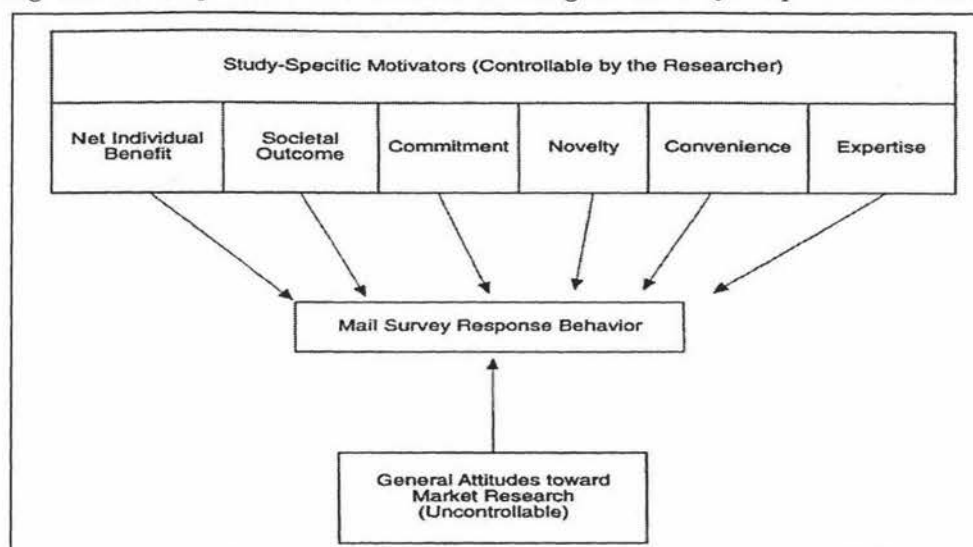 Study-Specific Motivators (Controllable by the Researcher)
Net Individual Benefit
Societal Outcome
Commitment
Novelty
Convenience
Expertise
Mail Survey Response Behavior
General Attitudes toward
Market Research
(Uncontrollable)